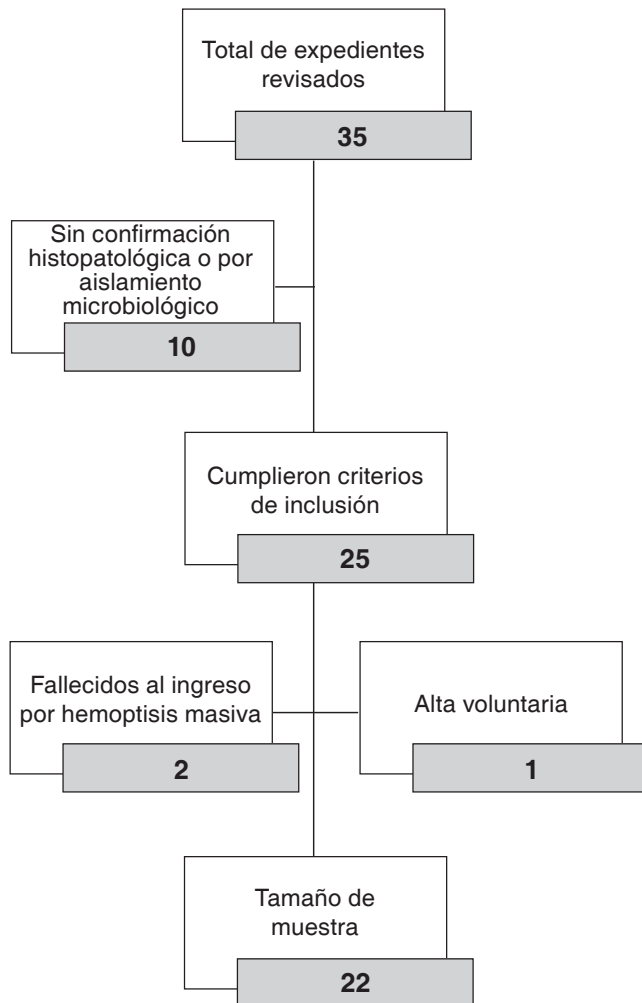 Total de expedientes
revisados
35
Sin confirmación
histopatológica o por
aislamiento
microbiológico
10
Cumplieron criterios
de inclusión
25
Fallecidos al ingreso
por hemoptisis masiva
2
Alta voluntaria
1
Tamaño de
muestra
22